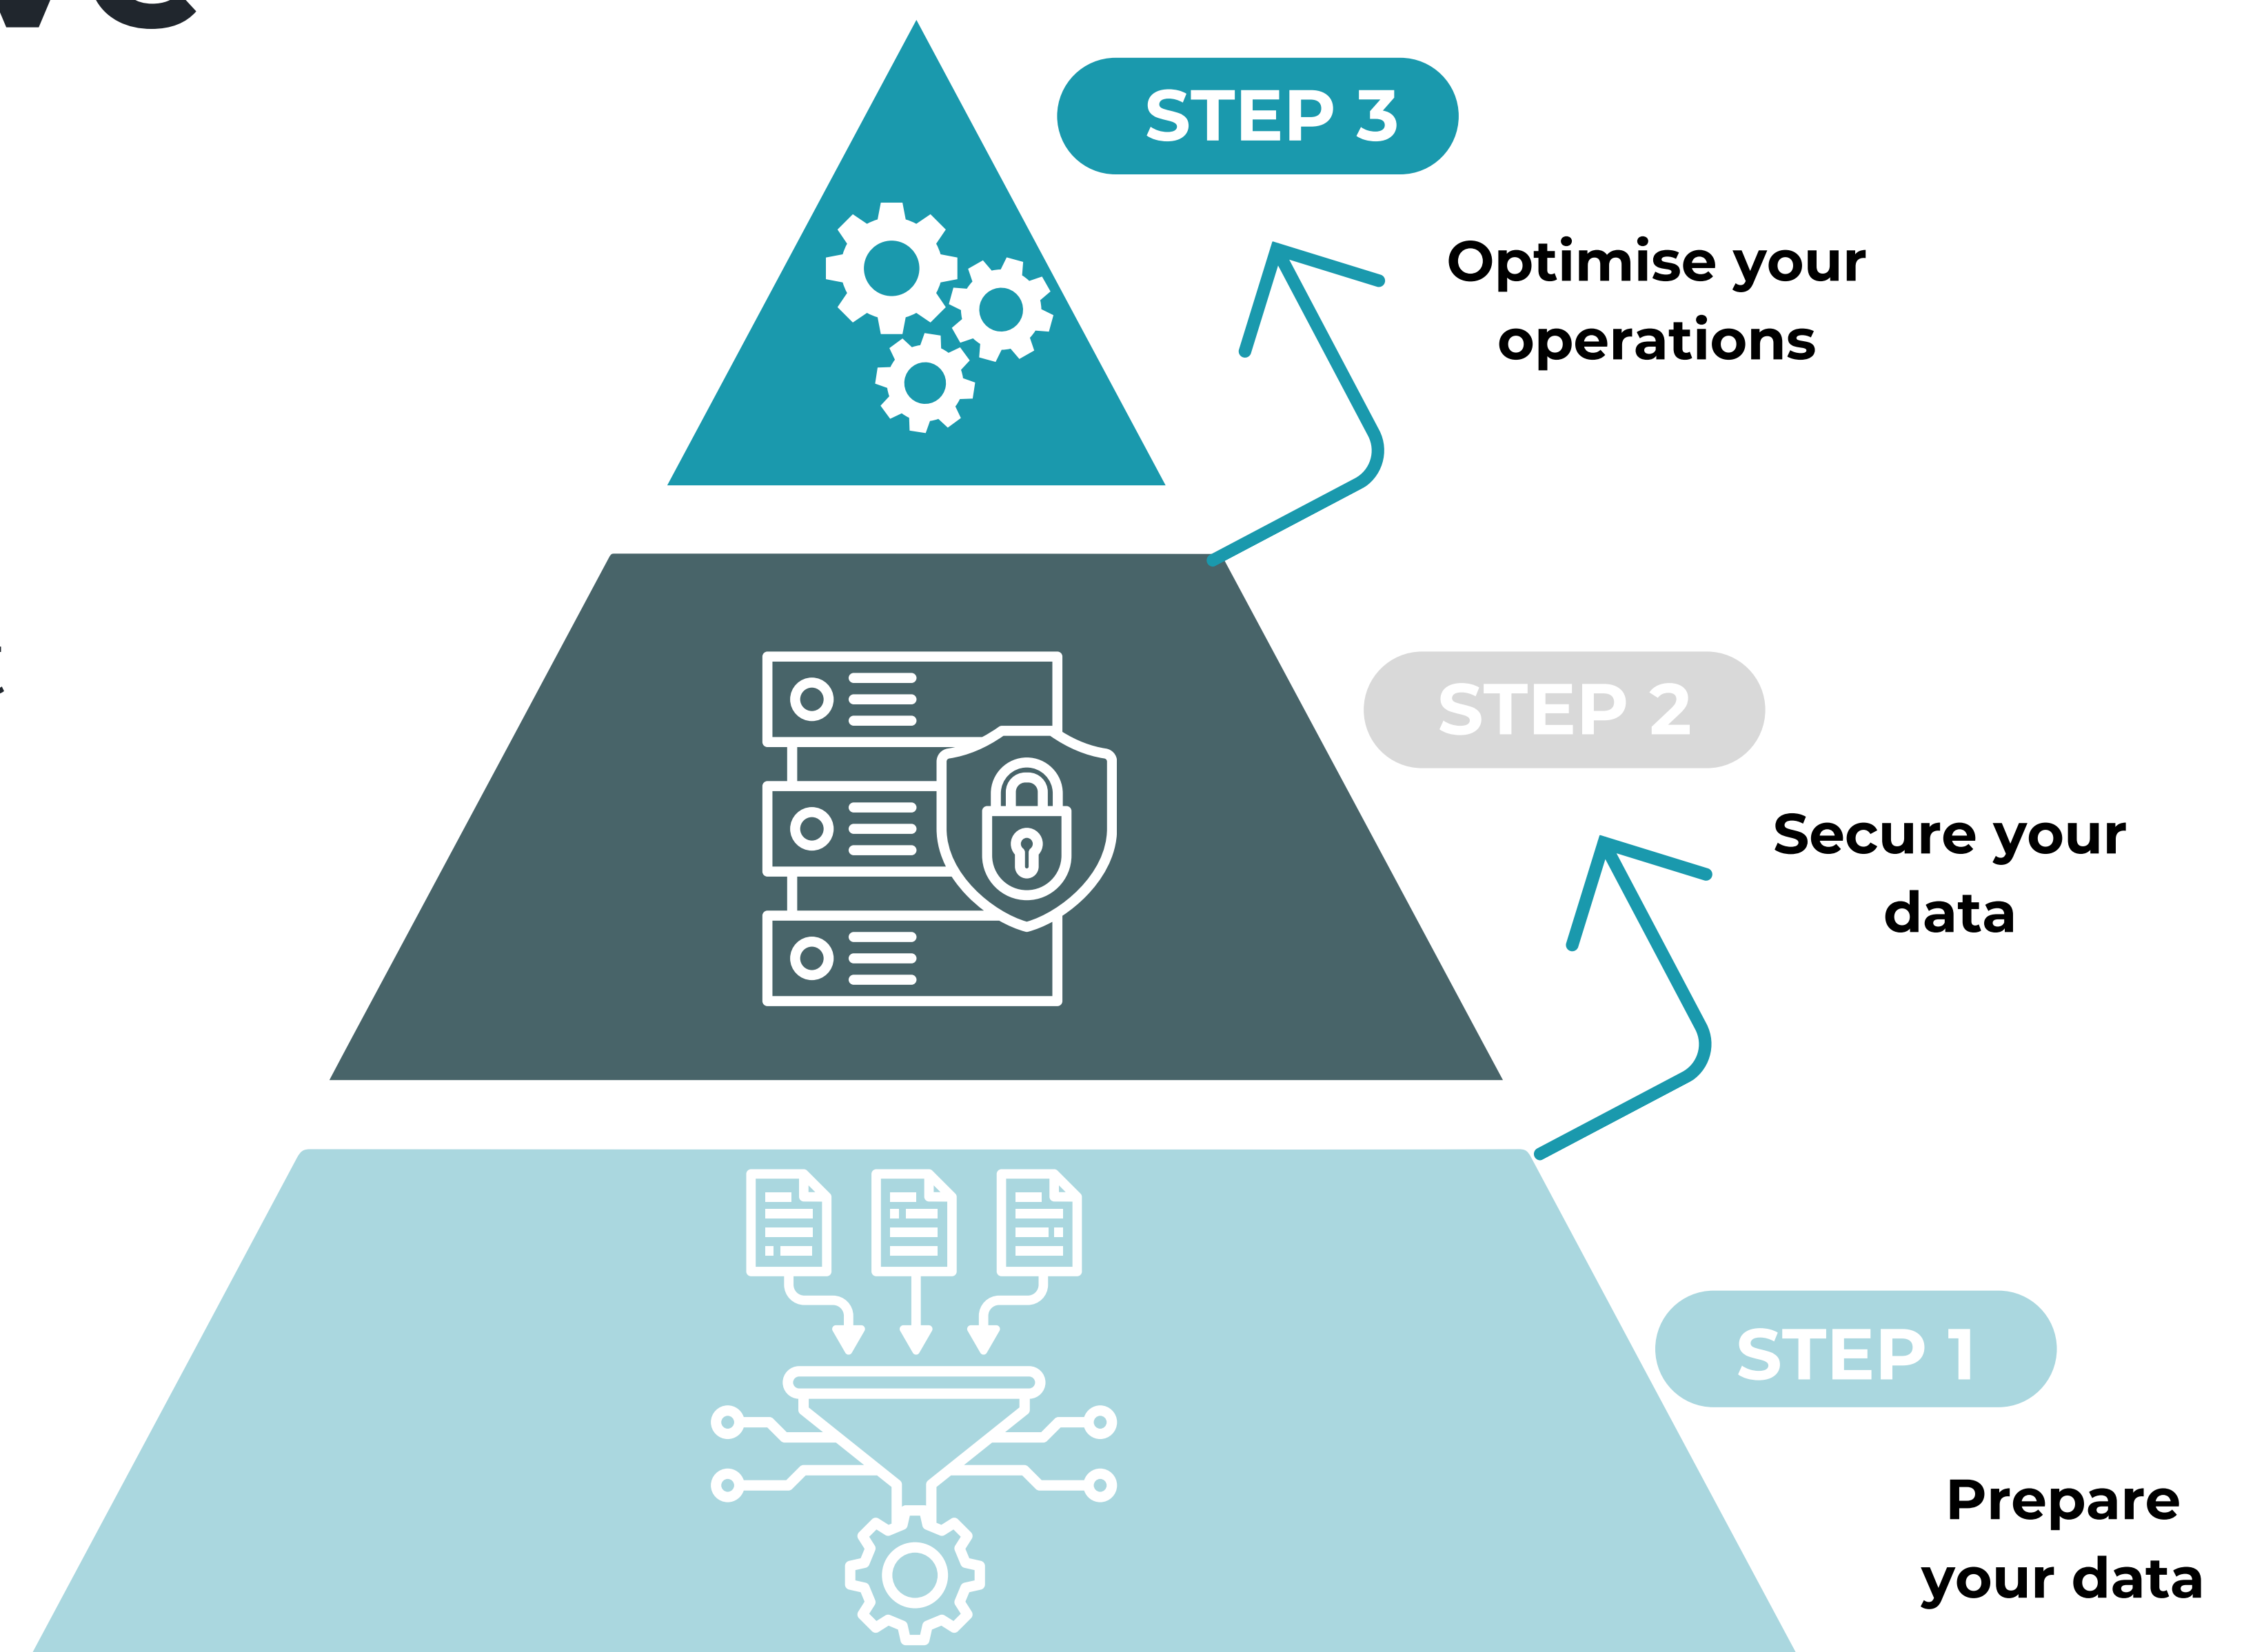 STEP 3
Optimise your
operations
STEP 2
Secure your
data
STEP 1
Prepare
your data